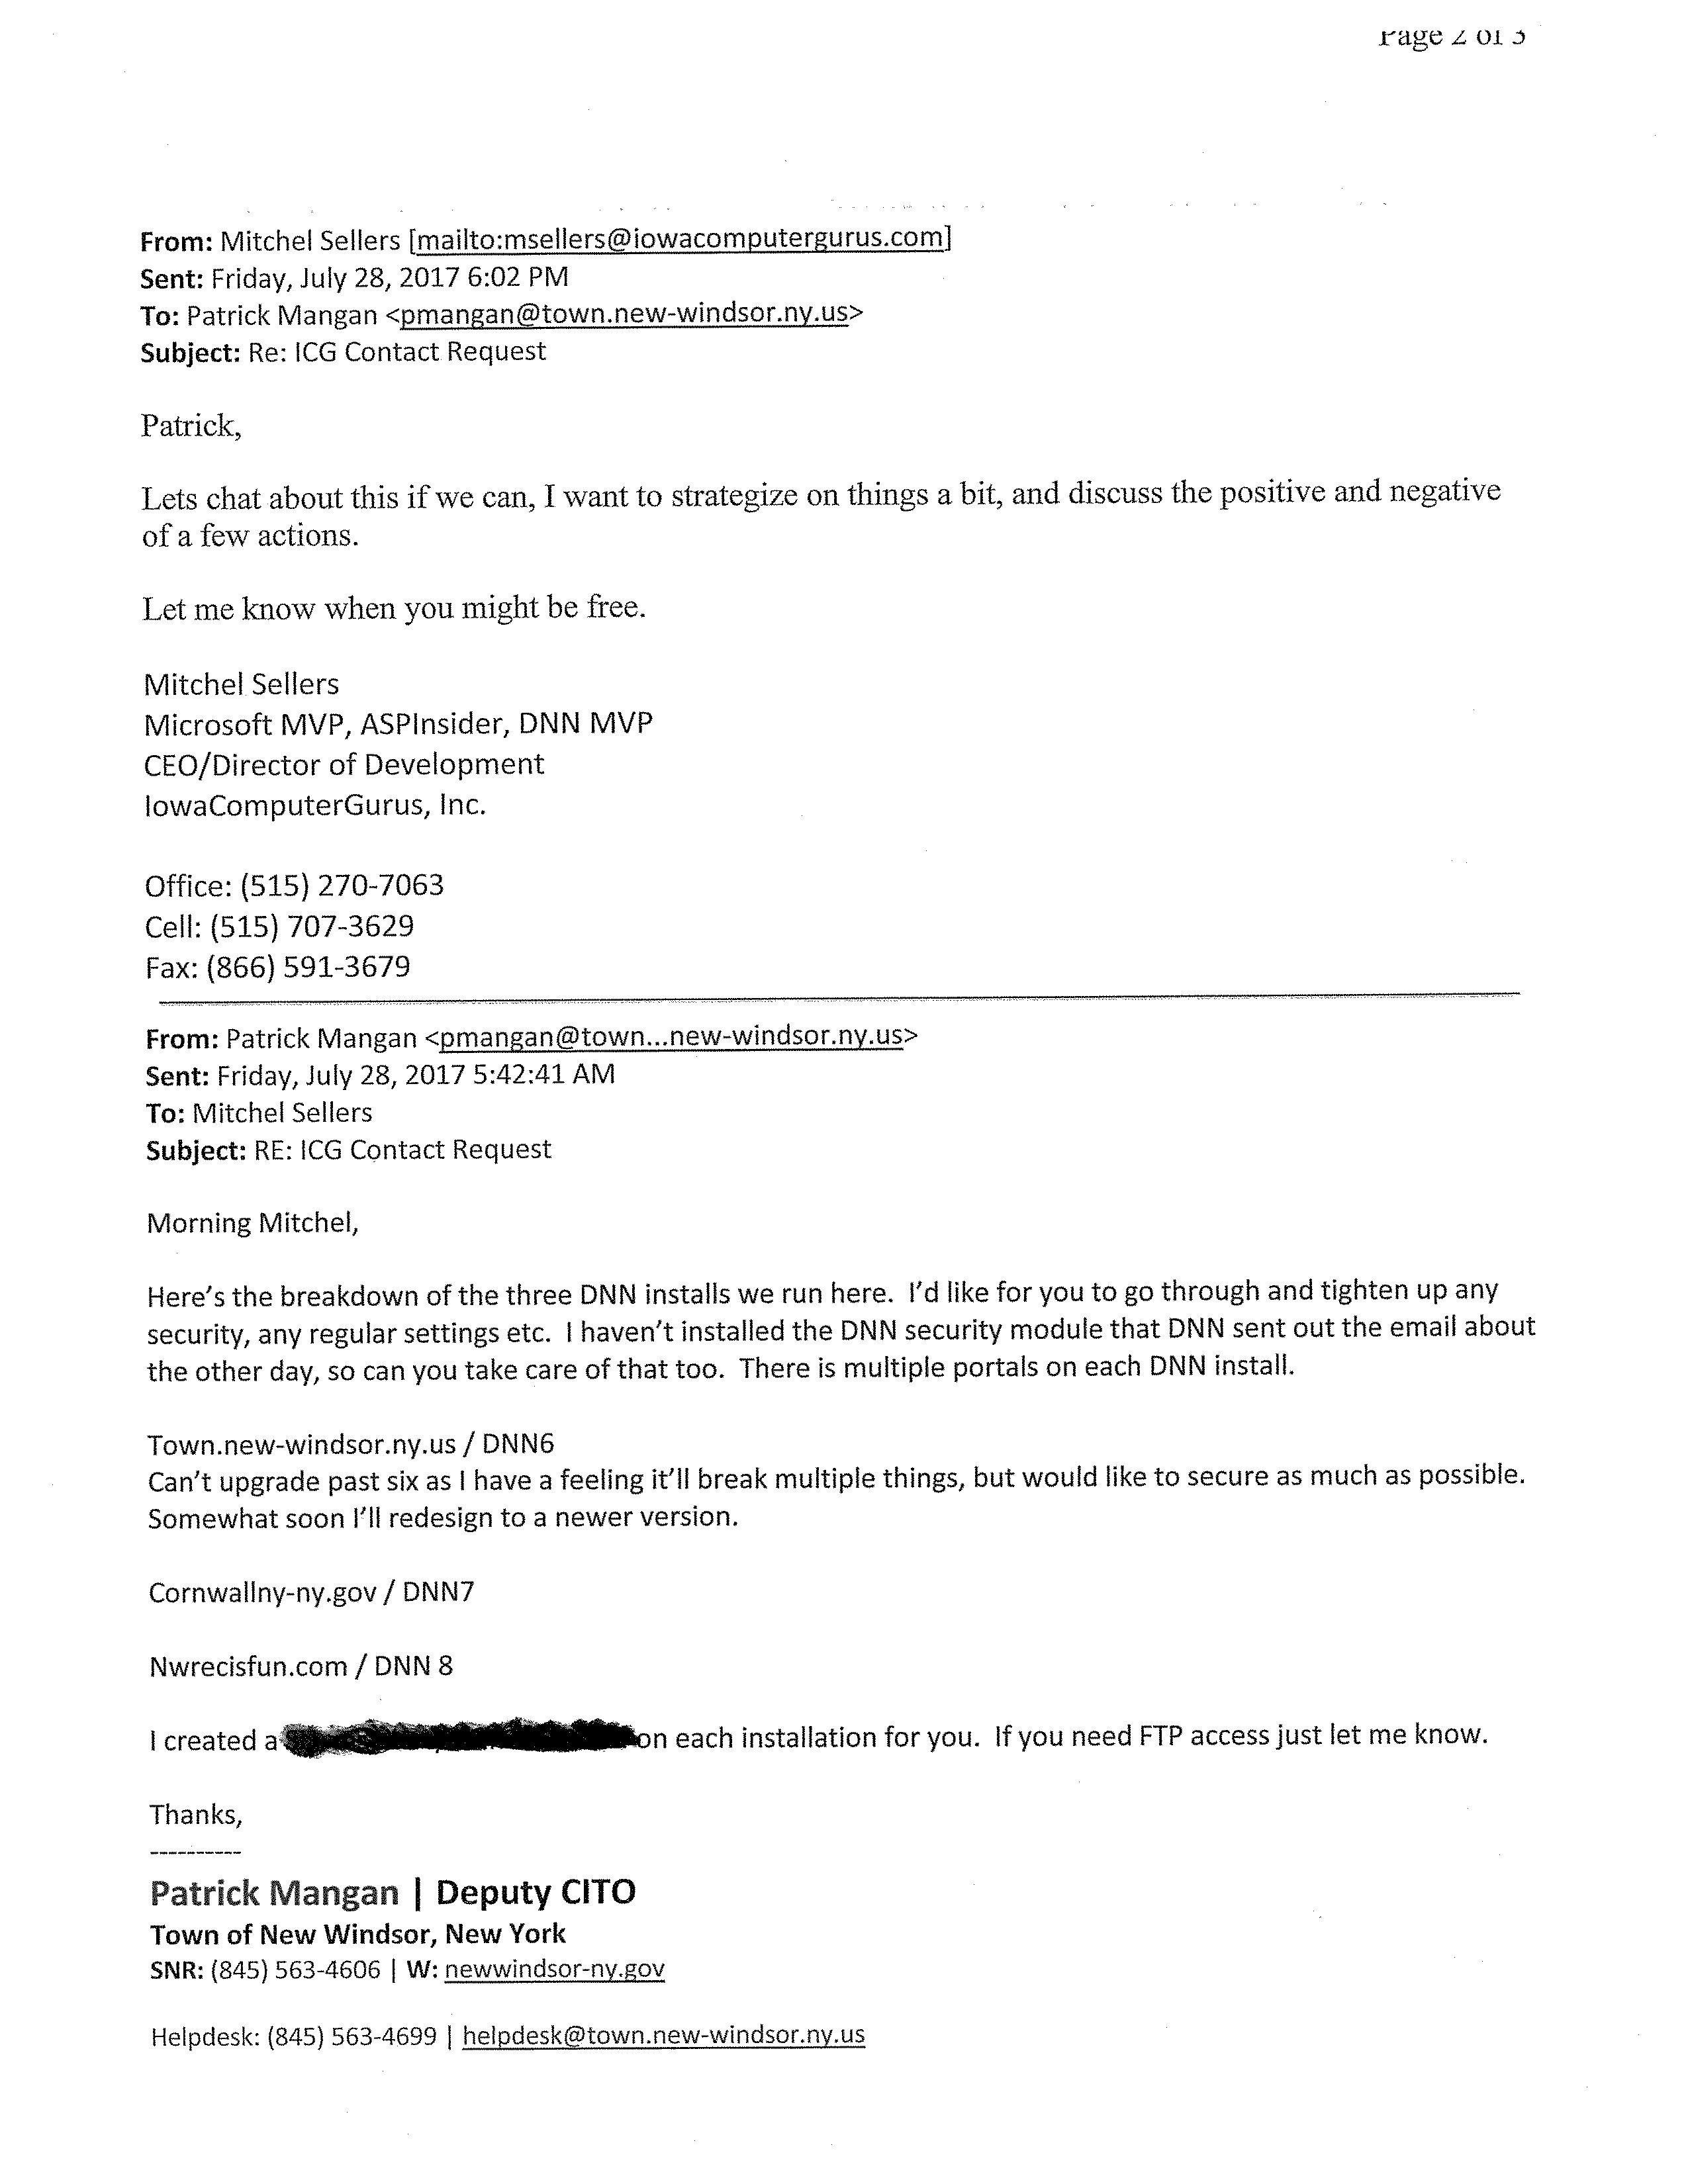 Page 2 of 3
From: Mitchel Sellers [mailto:msellers@iowacomputergurus.com]
Sent: Friday, July 28, 2017 6:02 PM
To: Patrick Mangan <pmangan@town.new-windsor.ny.us>
Subject: Re: ICG Contact Request
Patrick,
Lets chat about this if we can, I want to strategize on things a bit, and discuss the positive and negative
of a few actions.
Let me know when you might be free.
Mitchel Sellers
Microsoft MVP, ASPInsider, DNN MVP
CEO/Director of Development
IowaComputerGurus, Inc.
Office: (515) 270-7063
Cell: (515) 707-3629
Fax: (866) 591-3679
From: Patrick Mangan <pmangan@town...new-windsor.ny.us>
Sent: Friday, July 28, 2017 5:42:41 AM
To: Mitchel Sellers
Subject: RE: ICG Contact Request
Morning Mitchel,
Here's the breakdown of the three DNN installs we run here.  I'd like for you to go through and tighten up any
security, any regular settings etc.  I haven't installed the DNN security module that DNN sent out the email about
the other day, so can you take care of that too.  There is multiple portals on each DNN install.
Town.new-windsor.ny.us / DNN6
Can't upgrade past six as I have a feeling it'll break multiple things, but would like to secure as much as possible.
Somewhat soon I'll redesign to a newer version.
Cornwallny-ny.gov / DNN7
Nwrecisfun.com / DNN 8
I created a on each installation for you.  If you need FTP access just let me know.
Thanks,
----------
Patrick Mangan | Deputy CITO
Town of New Windsor, New York
SNR: (845) 563-4606 | W: newwindsor-ny.gov
Helpdesk: (845) 563-4699 | helpdesk@town.new-windsor.ny.us